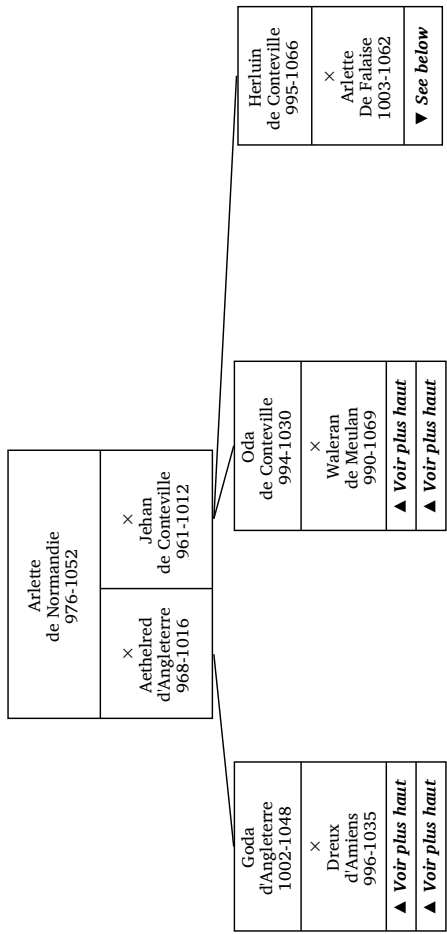 Arlette
de Normandie
976-1052
×
Aethelred
d'Angleterre
968-1016
×
Jehan
de Conteville
961-1012
Goda
d'Angleterre
1002-1048
×
Dreux
d'Amiens
996-1035
▲ Voir plus haut
▲ Voir plus haut
Oda
de Conteville
994-1030
×
Waleran
de Meulan
990-1069
▲ Voir plus haut
▲ Voir plus haut
Herluin
de Conteville
995-1066
×
Arlette
De Falaise
1003-1062
▼ See below